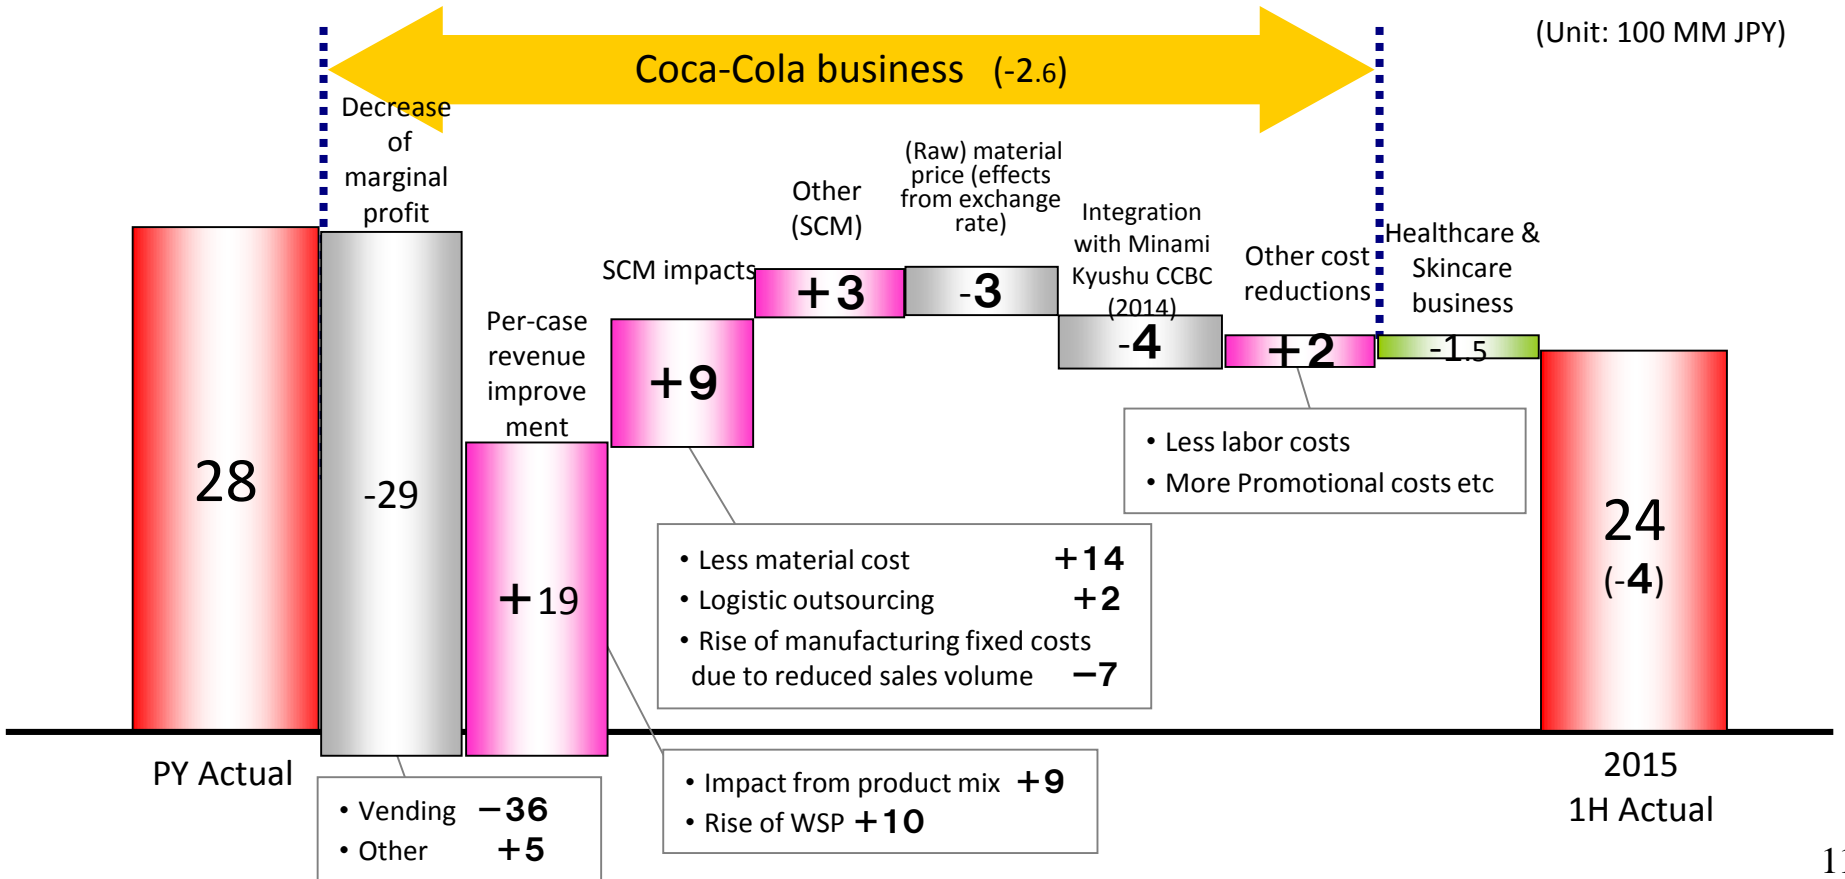 (Unit: 100 MM JPY)
Coca-Cola business (-2.6)
Decrease
of
marginal
profit
Per-case
revenue
improve
ment
SCM impacts
Other
(SCM)
(Raw) material
price (effects
from exchange
rate)
Integration
with Minami
Kyushu CCBC
(2014)
Other cost
reductions
Healthcare &
Skincare
business
28
-29
+19
+9
+3
-3
-4
+2
-1.5
24
(-4)
• Less labor costs
• More Promotional costs etc
• Less material cost +14
• Logistic outsourcing +2
• Rise of manufacturing fixed costs
due to reduced sales volume −7
• Impact from product mix +9
• Rise of WSP +10
• Vending −36
• Other +5
PY Actual
2015
1H Actual